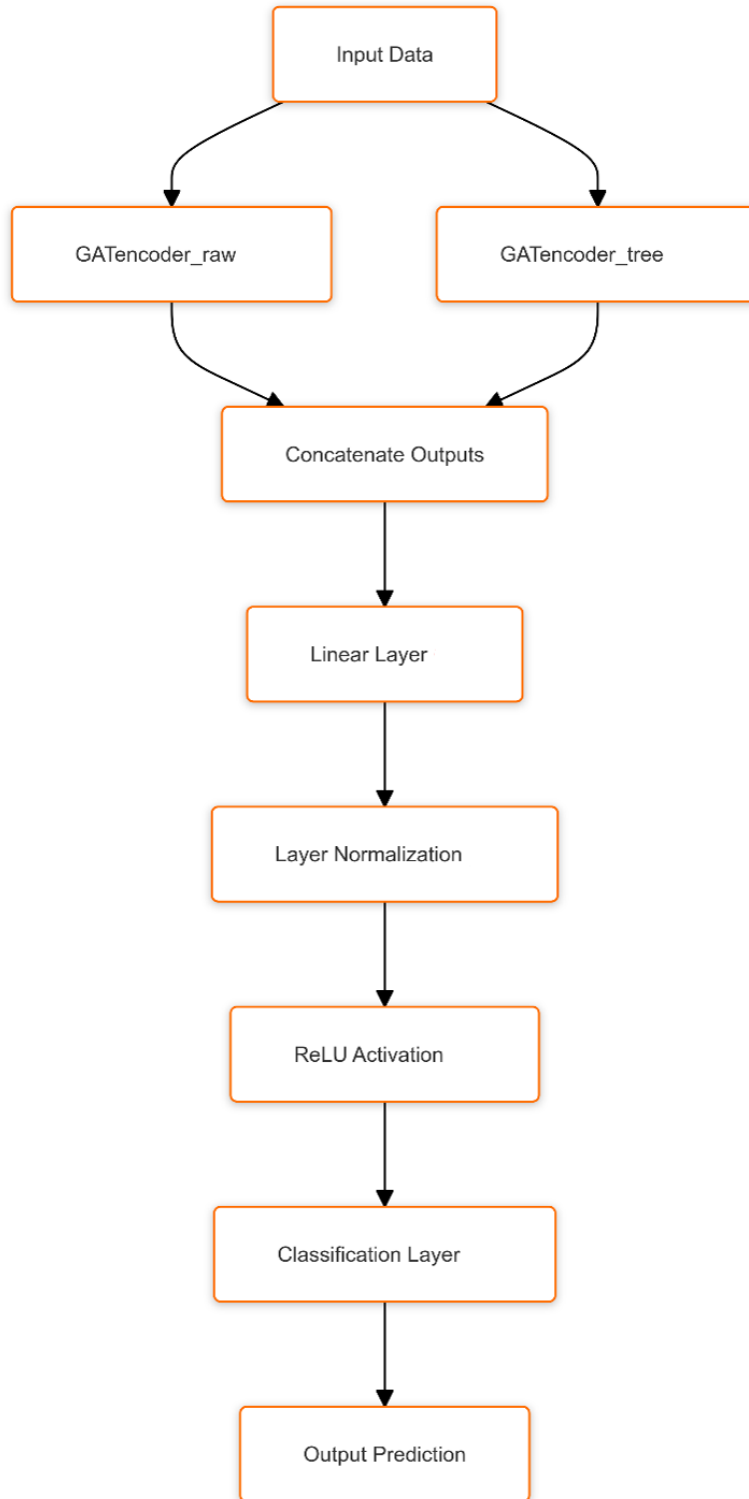 Input Data
GATencoder_raw
GATencoder_tree
Concatenate Outputs
Linear Layer
Layer Normalization
ReLU Activation
Classification Layer
Output Prediction